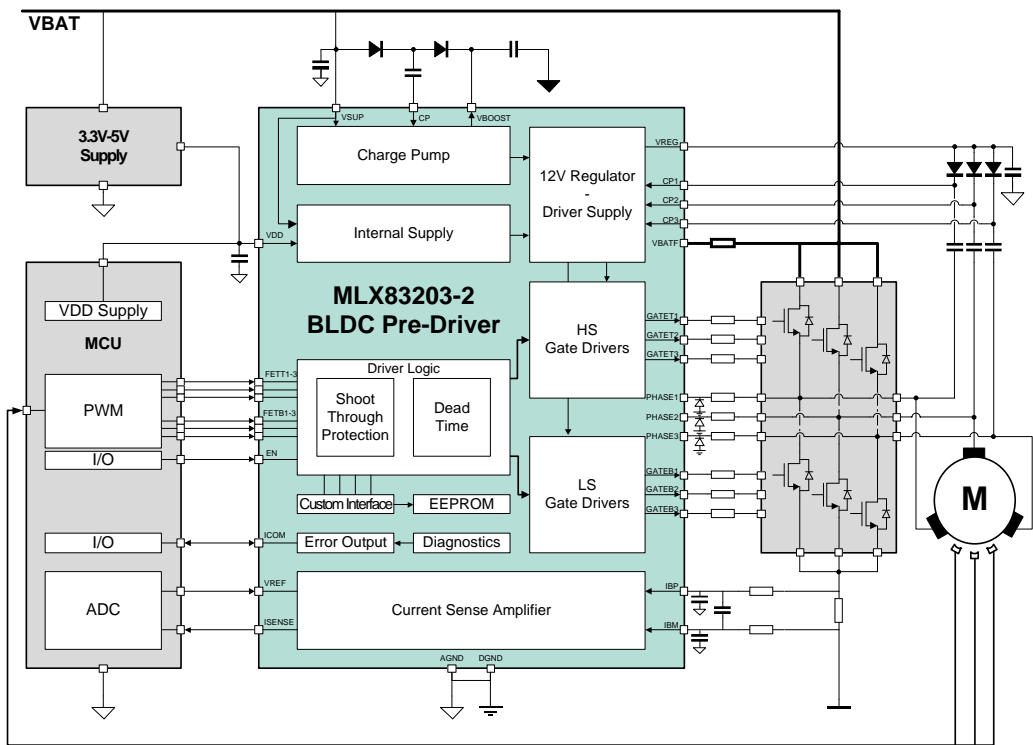 VBAT
3.3V-5V
Supply
VSUP
CP
VBOOST
Charge Pump
12V Regulator
-
Driver Supply
VREG
CP1
CP2
CP3
VBATF
Internal Supply
VDD
MLX83203-2
BLDC Pre-Driver
VDD Supply
MCU
HS
Gate Drivers
GATET1
GATET2
GATET3
PHASE1
PHASE2
PHASE3
PWM
FETT1-3
FETB1-3
Driver Logic
Shoot
Through
Protection
Dead
Time
I/O
EN
LS
Gate Drivers
GATEB1
GATEB2
GATEB3
M
Custom Interface
EEPROM
I/O
ICOM
Error Output
Diagnostics
ADC
VREF
ISENSE
Current Sense Amplifier
IBP
IBM
AGND
DGND